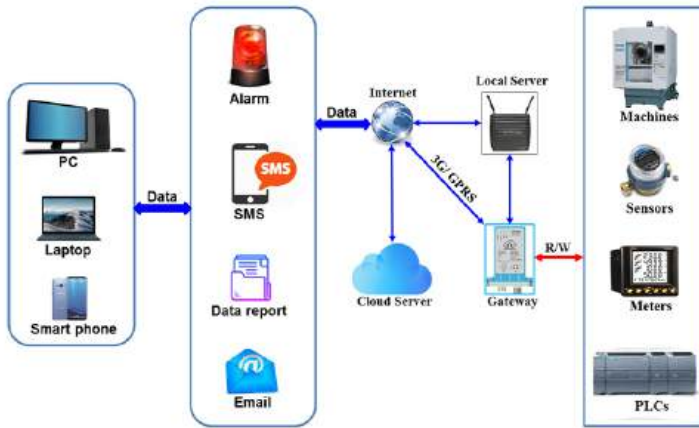 PC
Laptop
Smart phone
Data
Alarm
SMS
SMS
Data report
Email
Data
Internet
Local Server
3G/ GPRS
Cloud Server
Gateway
R/W
Machines
Sensors
Meters
PLCs